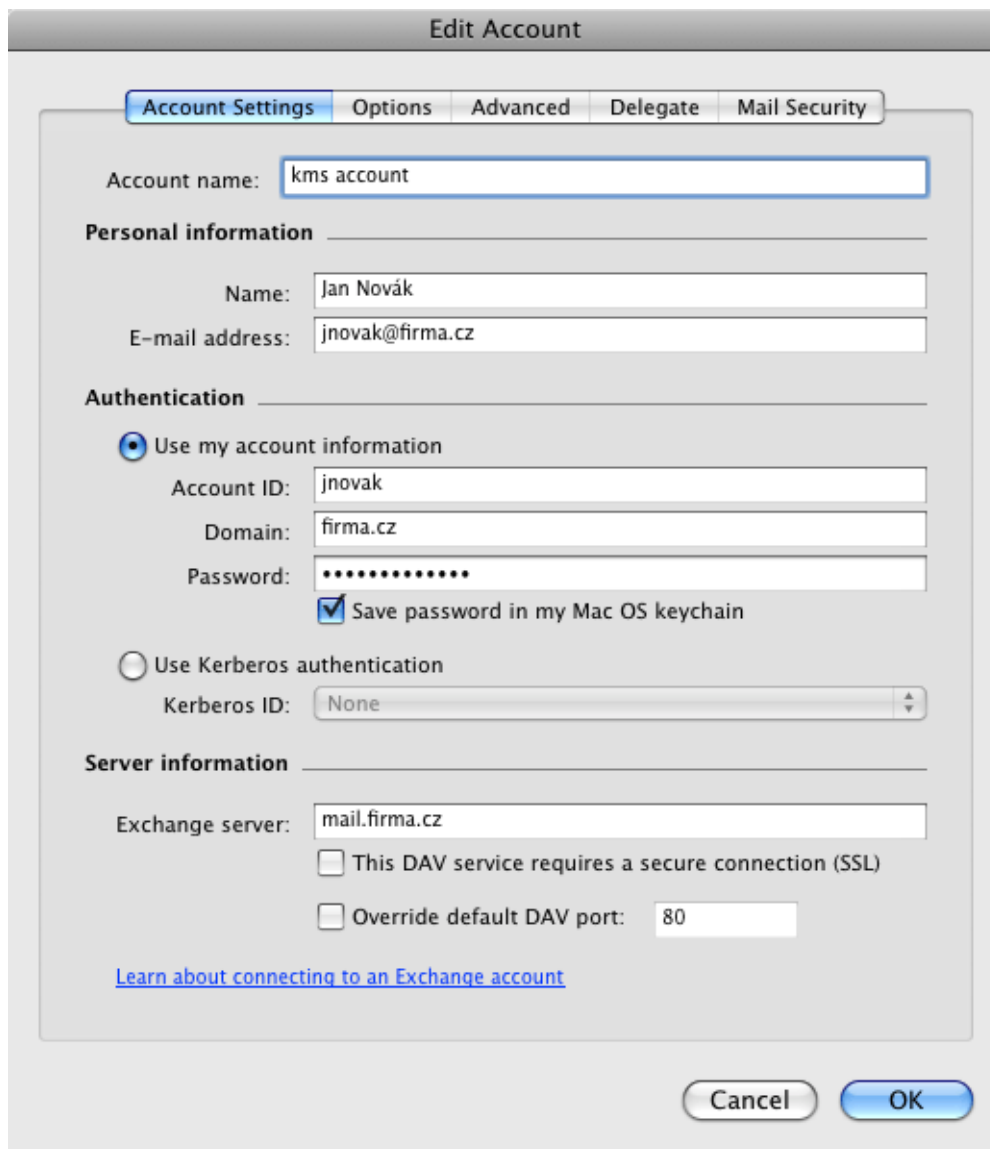 Edit Account
Account Settings Options Advanced Delegate Mail Security
Account name: kms account
Personal information
Name: Jan Novák
E-mail address: jnovak@firma.cz
Authentication
Use my account information
Account ID: jnovak
Domain: firma.cz
Password: •••••••••••••
Save password in my Mac OS keychain
Use Kerberos authentication
Kerberos ID: None
Server information
Exchange server: mail.firma.cz
This DAV service requires a secure connection (SSL)
Override default DAV port: 80
Learn about connecting to an Exchange account
Cancel OK